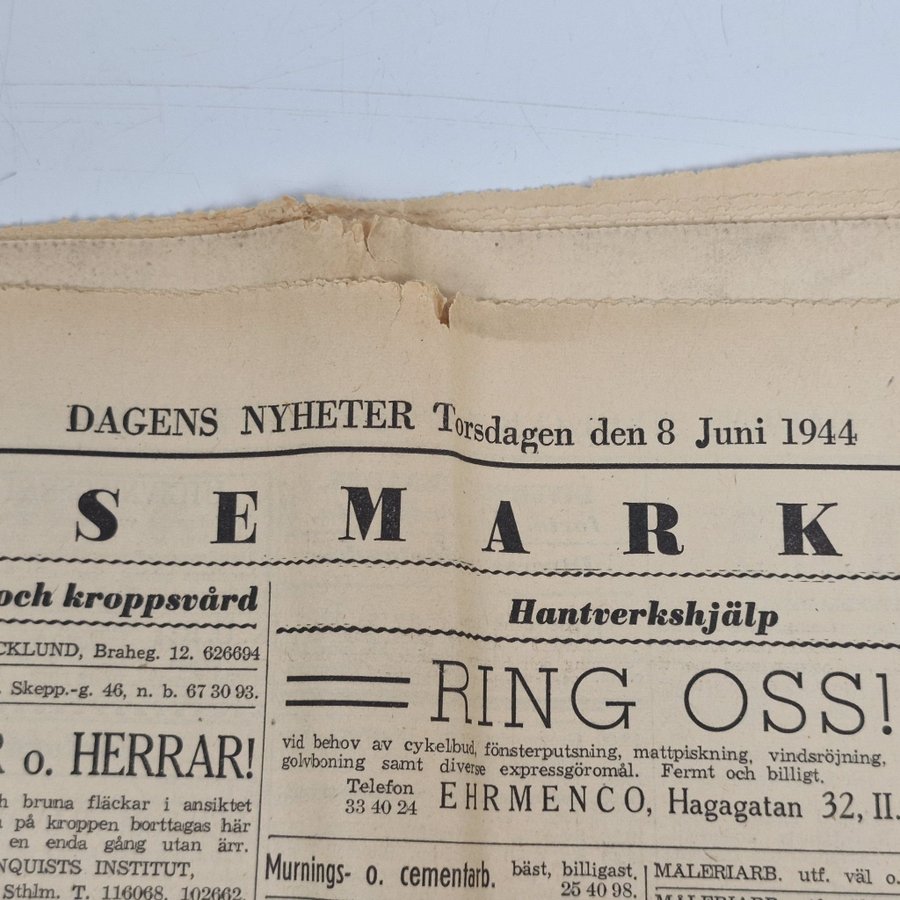 DAGENS NYHETER Torsdagen den 8 Juni 1944
SEMARK
och kroppsvård
CKLUND, Braheg. 12. 626694
. Skepp.-g. 46, n. b. 67 30 93.
R o. HERRAR!
h bruna fläckar i ansiktet
på kroppen borttagas här
en enda gång utan ärr.
NQUISTS INSTITUT,
Sthlm. T. 116068, 102662.
Hantverkshjälp
RING OSS!
vid behov av cykelbud, fönsterputsning, mattpiskning, vindsröjning,
golvboning samt diverse expressgöromål. Fermt och billigt.
Telefon
33 40 24 EHRMENCO, Hagagatan 32, II.
Murnings- o. cementarb. bäst, billigast.
25 40 98.
MÅLERIARB. utf. väl o.